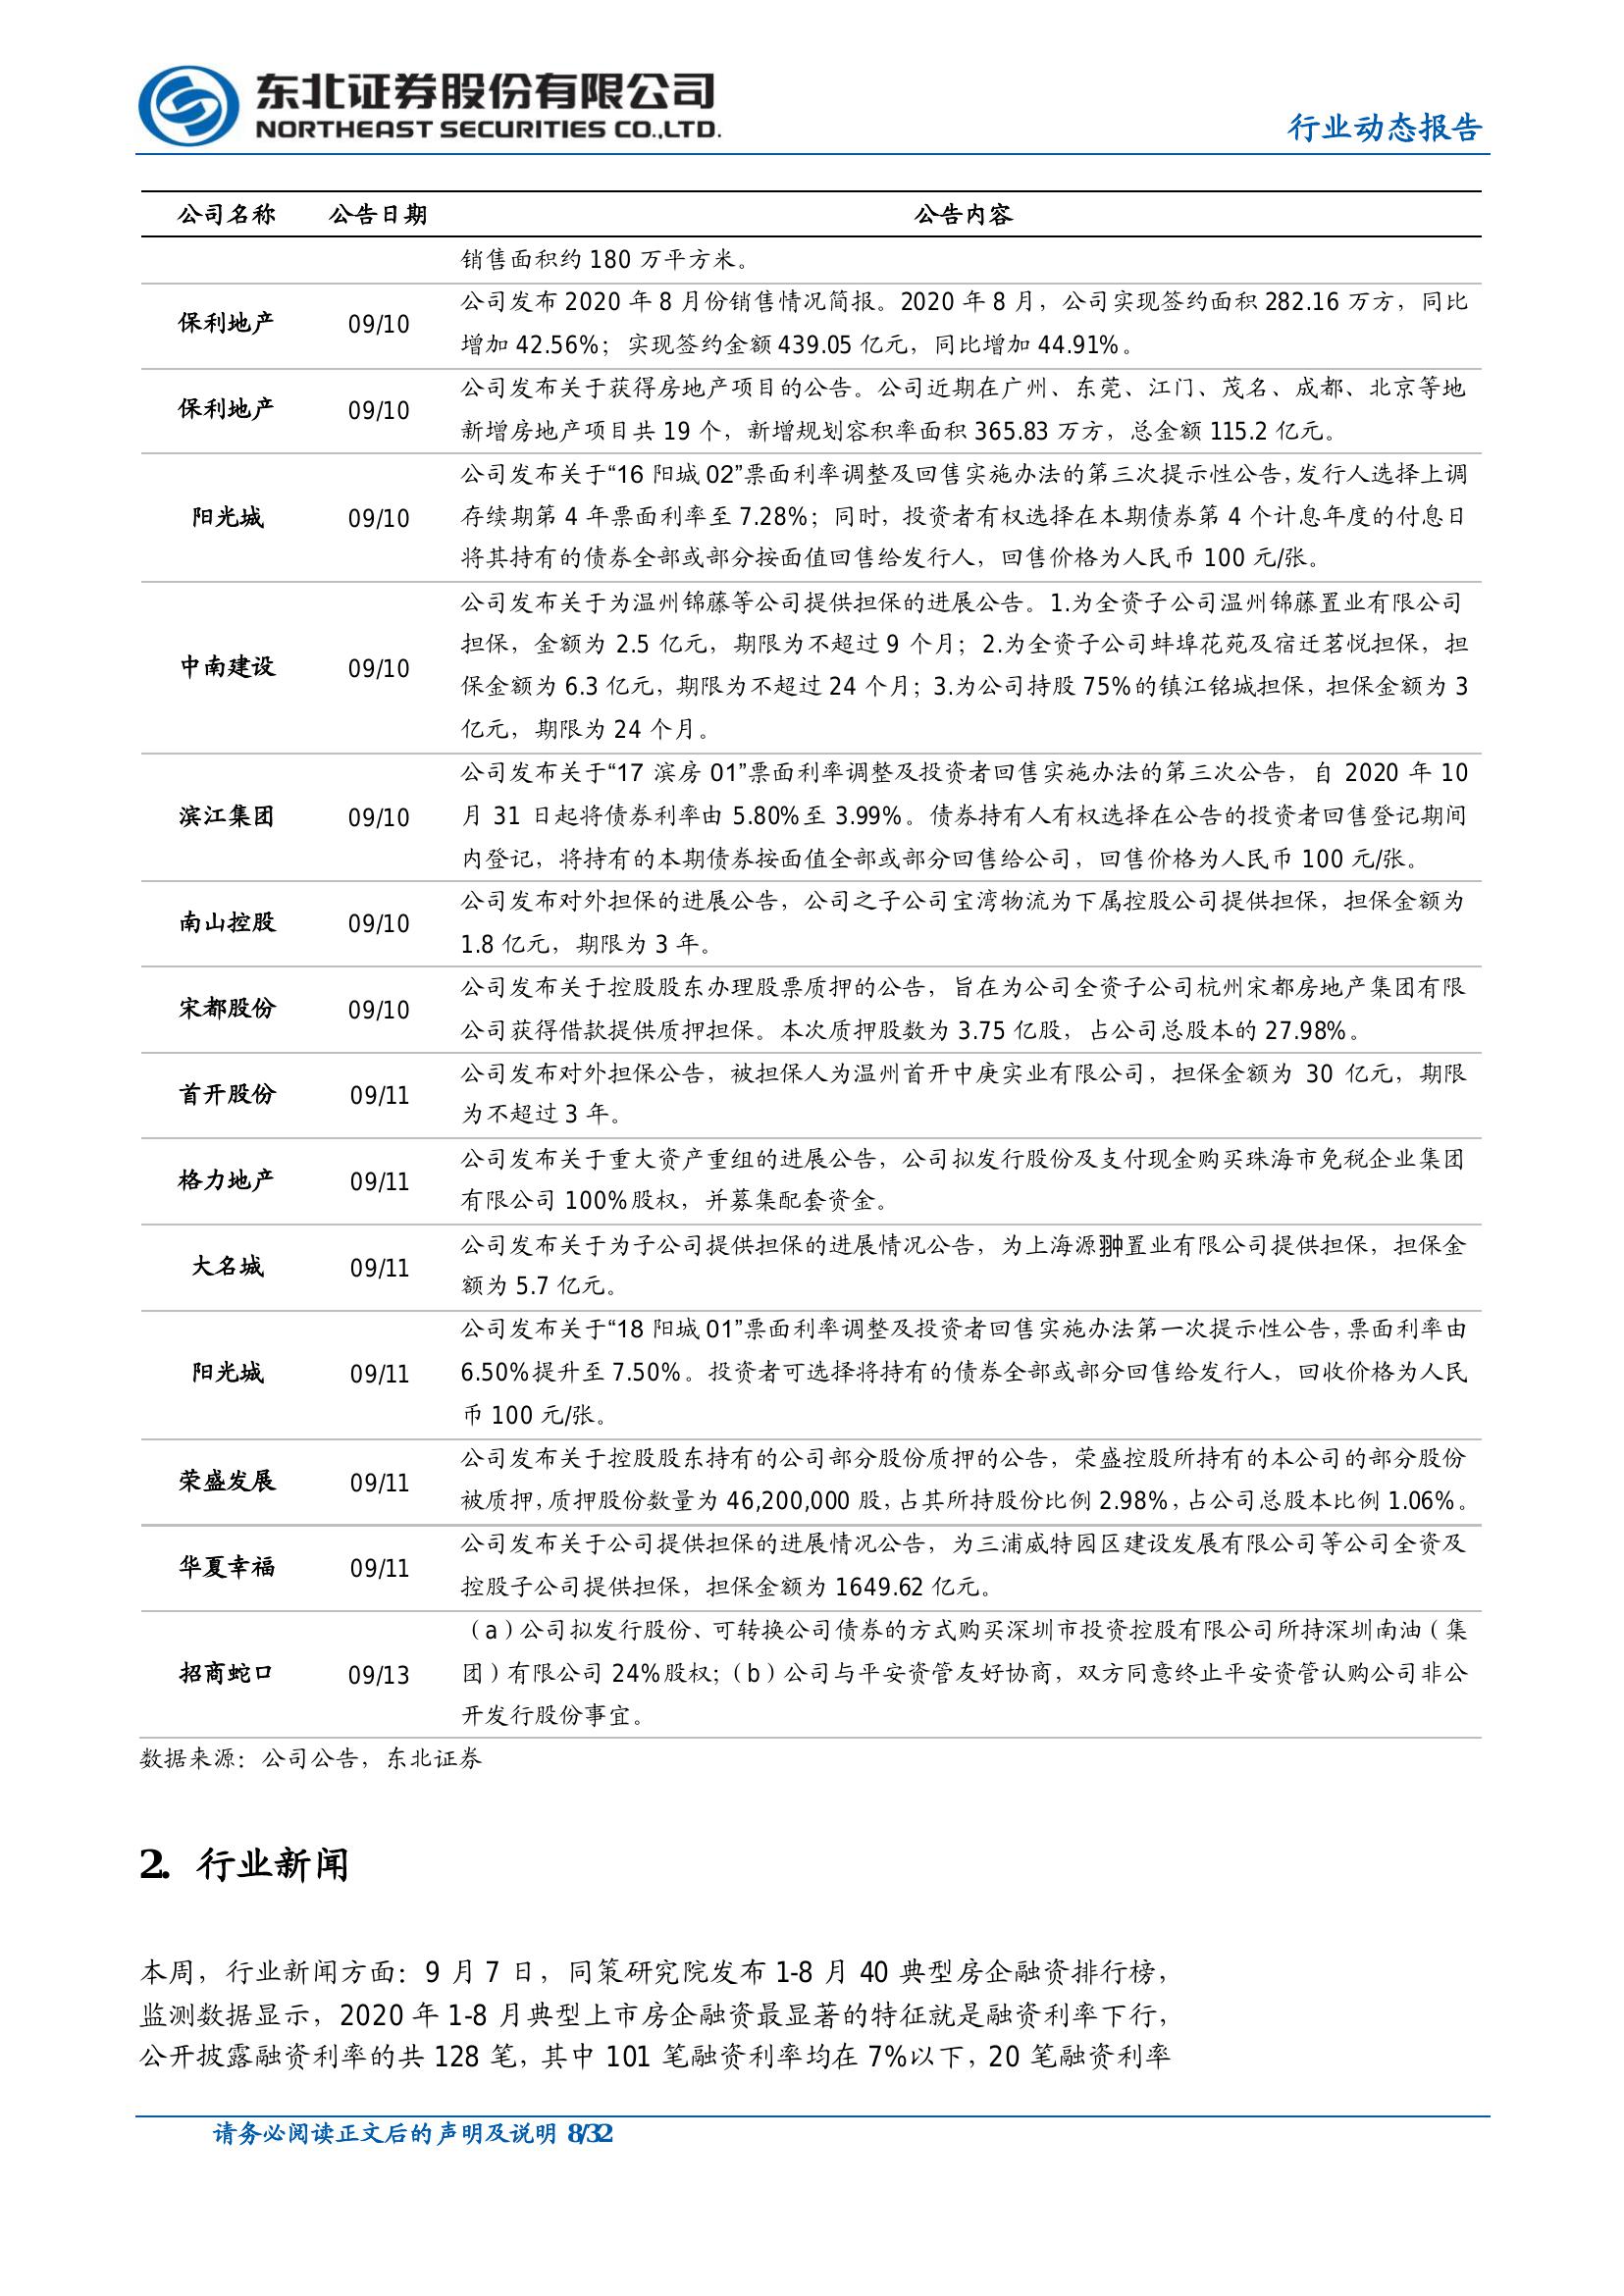 东北证券股份有限公司
NORTHEAST SECURITIES CO.,LTD.
行业动态报告
公司名称 公告日期 公告内容
销售面积约 180 万平方米。
保利地产 09/10 公司发布 2020 年 8 月份销售情况简报。2020 年 8 月，公司实现签约面积 282.16 万方，同比
增加 42.56%；实现签约金额 439.05 亿元，同比增加 44.91%。
保利地产 09/10 公司发布关于获得房地产项目的公告。公司近期在广州、东莞、江门、茂名、成都、北京等地
新增房地产项目共 19 个，新增规划容积率面积 365.83 万方，总金额 115.2 亿元。
阳光城 09/10 公司发布关于“16 阳城 02”票面利率调整及回售实施办法的第三次提示性公告，发行人选择上调
存续期第 4 年票面利率至 7.28%；同时，投资者有权选择在本期债券第 4 个计息年度的付息日
将其持有的债券全部或部分按面值回售给发行人，回售价格为人民币 100 元/张。
中南建设 09/10 公司发布关于为温州锦藤等公司提供担保的进展公告。1.为全资子公司温州锦藤置业有限公司
担保，金额为 2.5 亿元，期限为不超过 9 个月；2.为全资子公司蚌埠花苑及宿迁茗悦担保，担
保金额为 6.3 亿元，期限为不超过 24 个月；3.为公司持股 75%的镇江铭城担保，担保金额为 3
亿元，期限为 24 个月。
滨江集团 09/10 公司发布关于“17 滨房 01”票面利率调整及投资者回售实施办法的第三次公告，自 2020 年 10
月 31 日起将债券利率由 5.80%至 3.99%。债券持有人有权选择在公告的投资者回售登记期间
内登记，将持有的本期债券按面值全部或部分回售给公司，回售价格为人民币 100 元/张。
南山控股 09/10 公司发布对外担保的进展公告，公司之子公司宝湾物流为下属控股公司提供担保，担保金额为
1.8 亿元，期限为 3 年。
宋都股份 09/10 公司发布关于控股股东办理股票质押的公告，旨在为公司全资子公司杭州宋都房地产集团有限
公司获得借款提供质押担保。本次质押股数为 3.75 亿股，占公司总股本的 27.98%。
首开股份 09/11 公司发布对外担保公告，被担保人为温州首开中庚实业有限公司，担保金额为 30 亿元，期限
为不超过 3 年。
格力地产 09/11 公司发布关于重大资产重组的进展公告，公司拟发行股份及支付现金购买珠海市免税企业集团
有限公司 100%股权，并募集配套资金。
大名城 09/11 公司发布关于为子公司提供担保的进展情况公告，为上海源翀置业有限公司提供担保，担保金
额为 5.7 亿元。
阳光城 09/11 公司发布关于“18 阳城 01”票面利率调整及投资者回售实施办法第一次提示性公告，票面利率由
6.50%提升至 7.50%。投资者可选择将持有的债券全部或部分回售给发行人，回收价格为人民
币 100 元/张。
荣盛发展 09/11 公司发布关于控股股东持有的公司部分股份质押的公告，荣盛控股所持有的本公司的部分股份
被质押，质押股份数量为 46,200,000 股，占其所持股份比例 2.98%，占公司总股本比例 1.06%。
华夏幸福 09/11 公司发布关于公司提供担保的进展情况公告，为三浦威特园区建设发展有限公司等公司全资及
控股子公司提供担保，担保金额为 1649.62 亿元。
招商蛇口 09/13 （a）公司拟发行股份、可转换公司债券的方式购买深圳市投资控股有限公司所持深圳南油（集
团）有限公司 24%股权；（b）公司与平安资管友好协商，双方同意终止平安资管认购公司非公
开发行股份事宜。
数据来源：公司公告，东北证券
2. 行业新闻
本周，行业新闻方面：9 月 7 日，同策研究院发布 1-8 月 40 典型房企融资排行榜，
监测数据显示，2020 年 1-8 月典型上市房企融资最显著的特征就是融资利率下行，
公开披露融资利率的共 128 笔，其中 101 笔融资利率均在 7%以下，20 笔融资利率
请务必阅读正文后的声明及说明 8/32